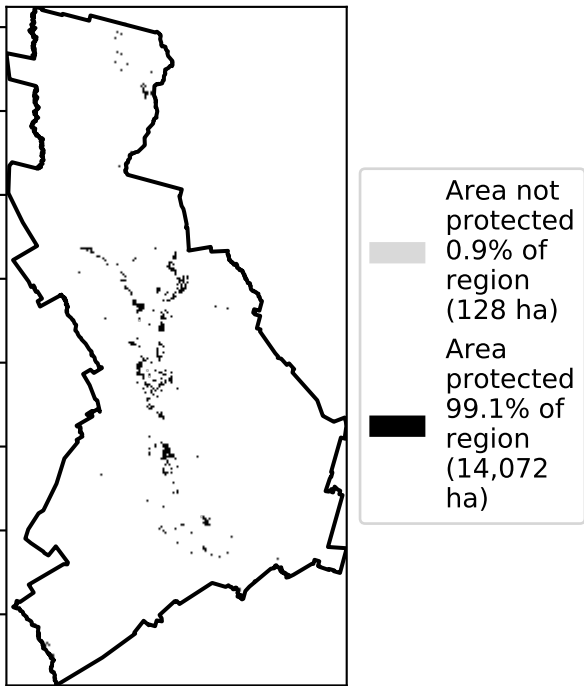 Area not
protected
0.9% of
region
(128 ha)
Area
protected
99.1% of
region
(14,072
ha)